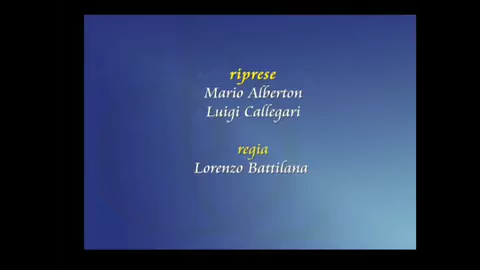 riprese
Mario Alberton
Luigi Callegari
regia
Lorenzo Battilana